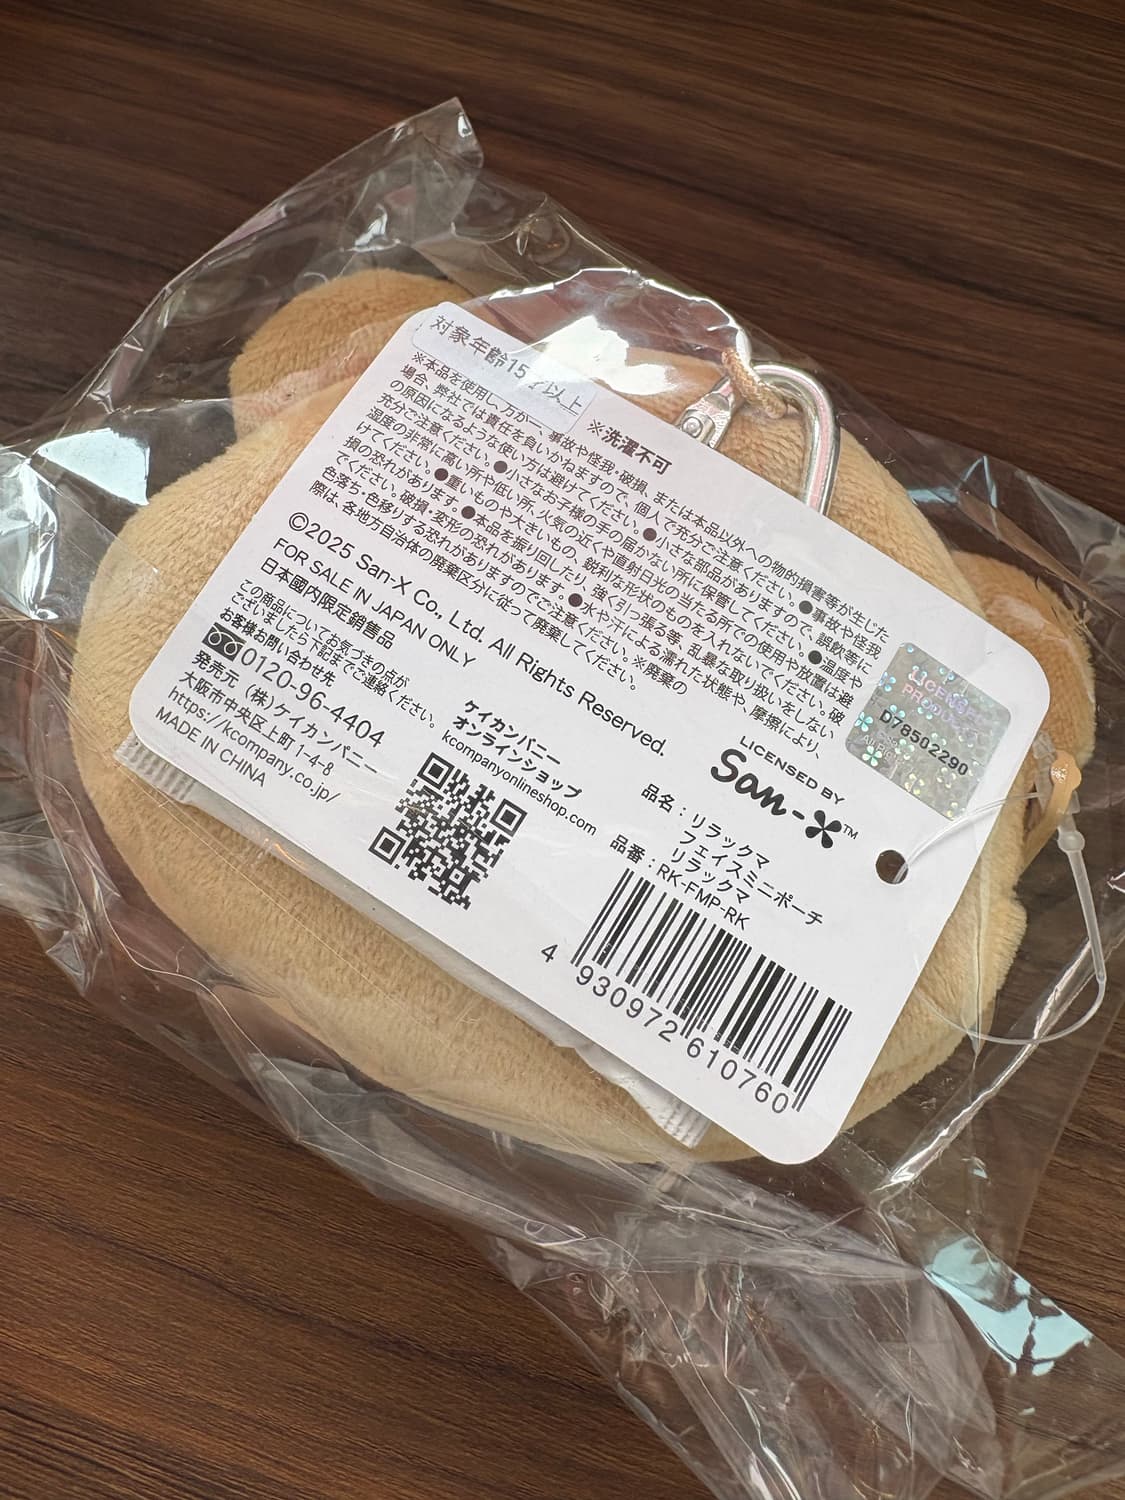 対象年齢15才以上
※洗濯不可
※本品を使用し、万が一、事故や怪我・破損、または本品以外への物的損害等が生じた
場合、弊社では責任を負いかねますので、個人で充分ご注意ください。●事故や怪我
の原因になるような使い方は避けてください。●小さな部品がありますので、誤飲等に
充分ご注意ください。●小さなお子様の手の届かない所に保管してください。●温度や
湿度の非常に高い所や低い所、火気の近くや直射日光の当たる所での使用や放置は避
けてください。●重いものや大きいもの、鋭利な形状のものを入れないでください。破
損の恐れがあります。●本品を振り回したり、強く引っ張る等、乱暴な取り扱いをしない
でください。破損・変形の恐れがあります。●水や汗による濡れた状態や、摩擦により、
色落ち・色移りする恐れがありますのでご注意ください。※廃棄の
際は、各地方自治体の廃棄区分に従って廃棄してください。
©2025 San-X Co., Ltd. All Rights Reserved.
FOR SALE IN JAPAN ONLY
日本國内限定銷售品
この商品についてお気づきの点が
ございましたら下記までご連絡ください。
お客様お問い合わせ先
0120-96-4404
発売元 (株)ケイカンパニー
大阪市中央区上町 1-4-8
https://kcompany.co.jp/
MADE IN CHINA
ケイカンパニー
オンラインショップ
kcompanyonlineshop.com
LICENSED
PRODUCT
D78502290
LICENSED BY
San-X™
品名：リラックマ
フェイスミニポーチ
リラックマ
品番：RK-FMP-RK
4 930972 610760